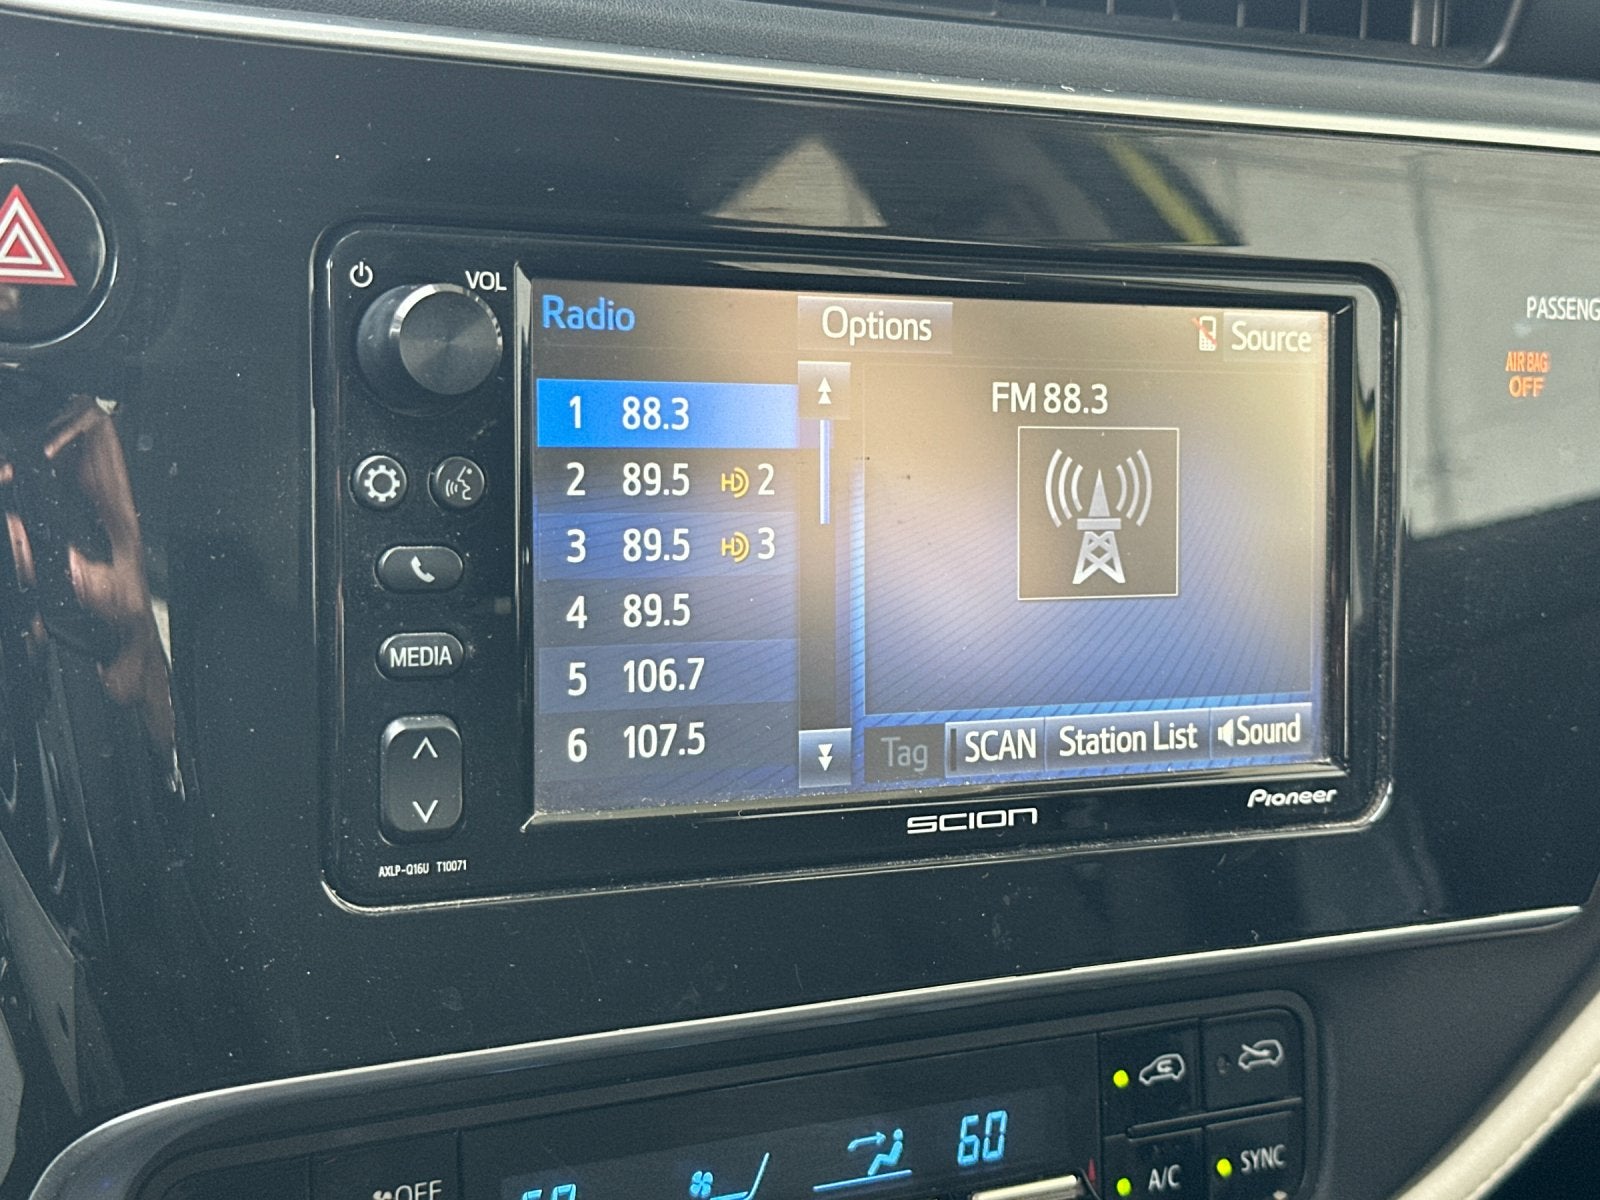 VOL
Radio
Options
Source
1 88.3
2 89.5 HD 2
3 89.5 HD 3
4 89.5
5 106.7
6 107.5
FM 88.3
Tag
SCAN
Station List
Sound
MEDIA
SCION
Pioneer
AXLP-Q16U T10071
PASSENG
AIR BAG
OFF
60
OFF
A/C
SYNC